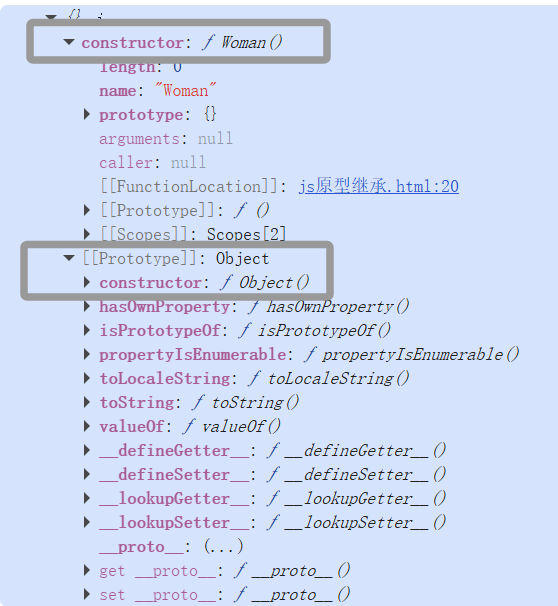 constructor: ƒ Woman()
length: 0
name: "Woman"
prototype: {}
arguments: null
caller: null
[[FunctionLocation]]: js原型继承.html:20
[[Prototype]]: ƒ ()
[[Scopes]]: Scopes[2]
[[Prototype]]: Object
constructor: ƒ Object()
hasOwnProperty: ƒ hasOwnProperty()
isPrototypeOf: ƒ isPrototypeOf()
propertyIsEnumerable: ƒ propertyIsEnumerable()
toLocaleString: ƒ toLocaleString()
toString: ƒ toString()
valueOf: ƒ valueOf()
__defineGetter__: ƒ __defineGetter__()
__defineSetter__: ƒ __defineSetter__()
__lookupGetter__: ƒ __lookupGetter__()
__lookupSetter__: ƒ __lookupSetter__()
__proto__: (...)
get __proto__: ƒ __proto__()
set __proto__: ƒ __proto__()